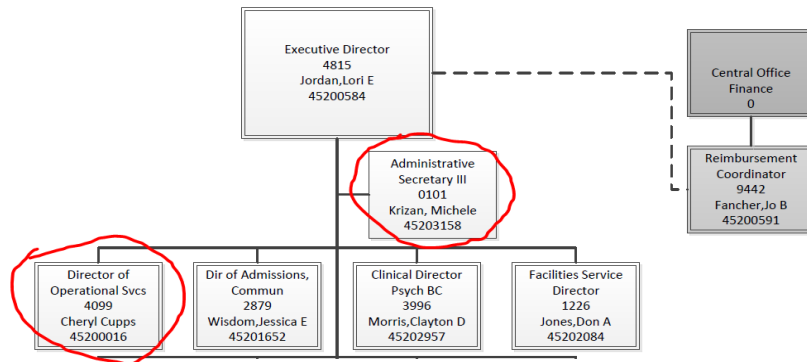 Executive Director
4815
Jordan,Lori E
45200584
Central Office
Finance
0
Administrative
Secretary III
0101
Krizan, Michele
45203158
Reimbursement
Coordinator
9442
Fancher,Jo B
45200591
Director of
Operational Svcs
4099
Cheryl Cupps
45200016
Dir of Admissions,
Commun
2879
Wisdom,Jessica E
45201652
Clinical Director
Psych BC
3996
Morris,Clayton D
45202957
Facilities Service
Director
1226
Jones,Don A
45202084